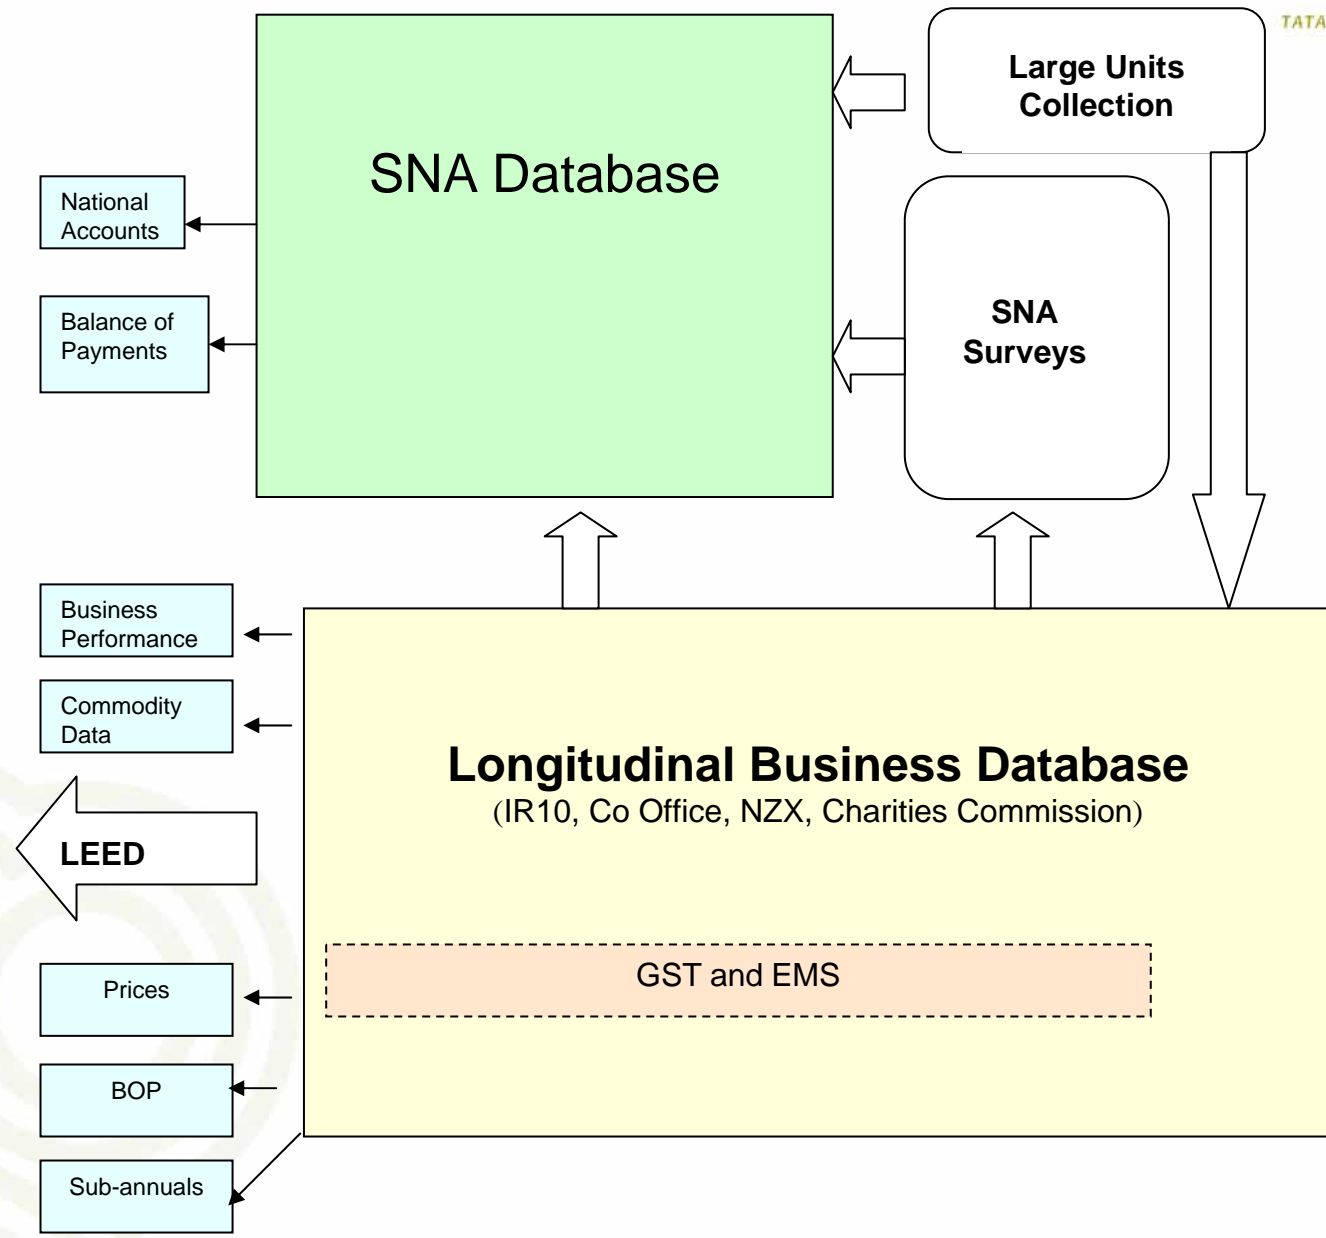 TATA
Large Units
Collection
SNA Database
National
Accounts
SNA
Surveys
Balance of
Payments
Business
Performance
Commodity
Data
Longitudinal Business Database
(IR10, Co Office, NZX, Charities Commission)
LEED
GST and EMS
Prices
BOP
Sub-annuals